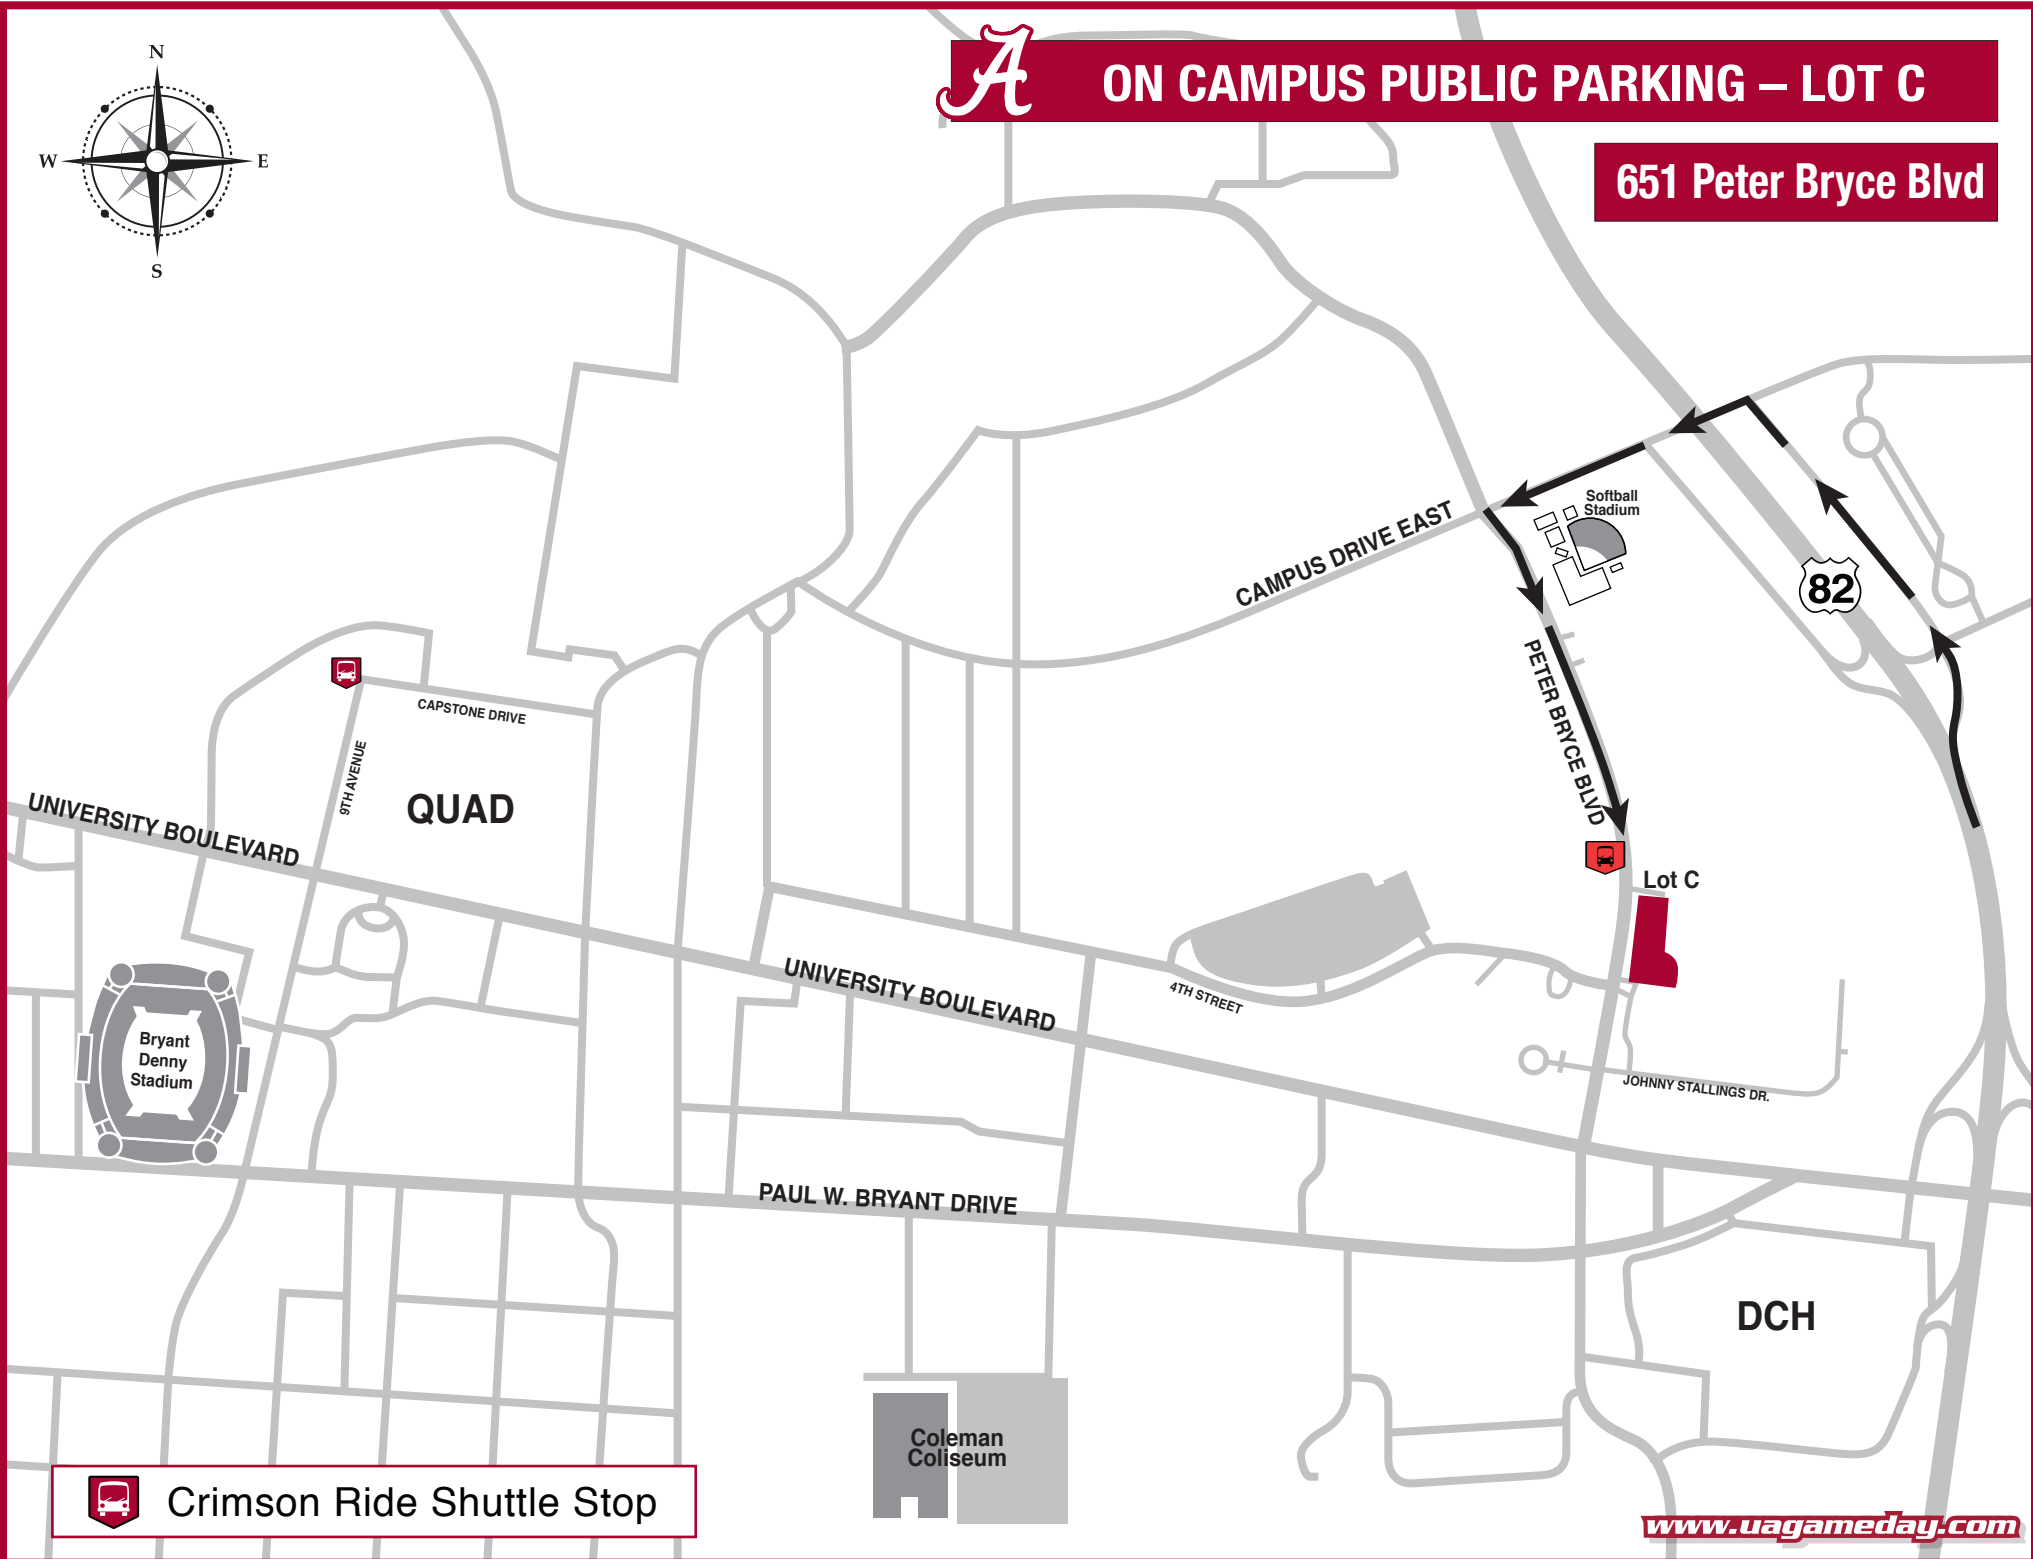 N
W
E
S
A
ON CAMPUS PUBLIC PARKING – LOT C
651 Peter Bryce Blvd
Softball
Stadium
CAMPUS DRIVE EAST
82
PETER BRYCE BLVD
CAPSTONE DRIVE
9TH AVENUE
QUAD
UNIVERSITY BOULEVARD
Lot C
UNIVERSITY BOULEVARD
4TH STREET
Bryant
Denny
Stadium
JOHNNY STALLINGS DR.
PAUL W. BRYANT DRIVE
DCH
Coleman
Coliseum
Crimson Ride Shuttle Stop
www.uagameday.com